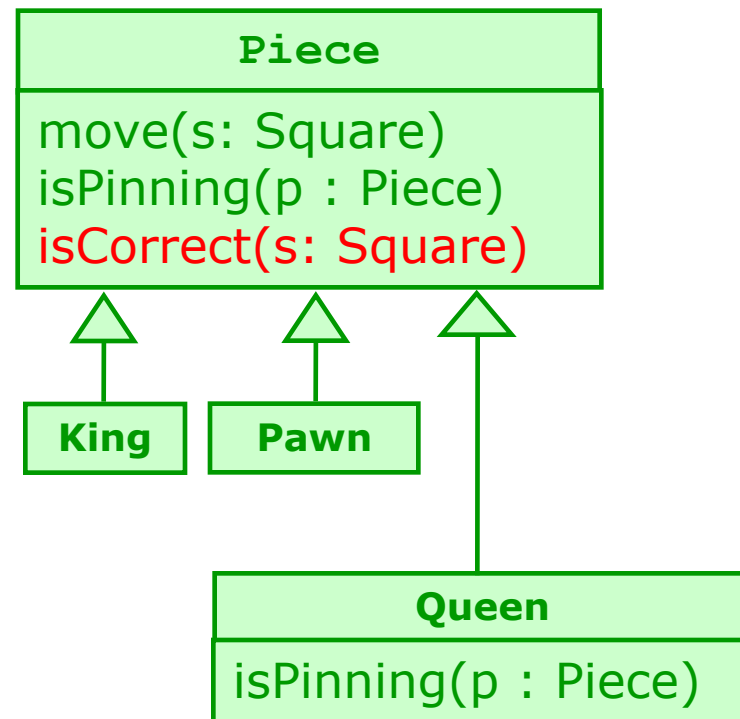 Piece
move(s: Square)
isPinning(p : Piece)
isCorrect(s: Square)
King
Pawn
Queen
isPinning(p : Piece)